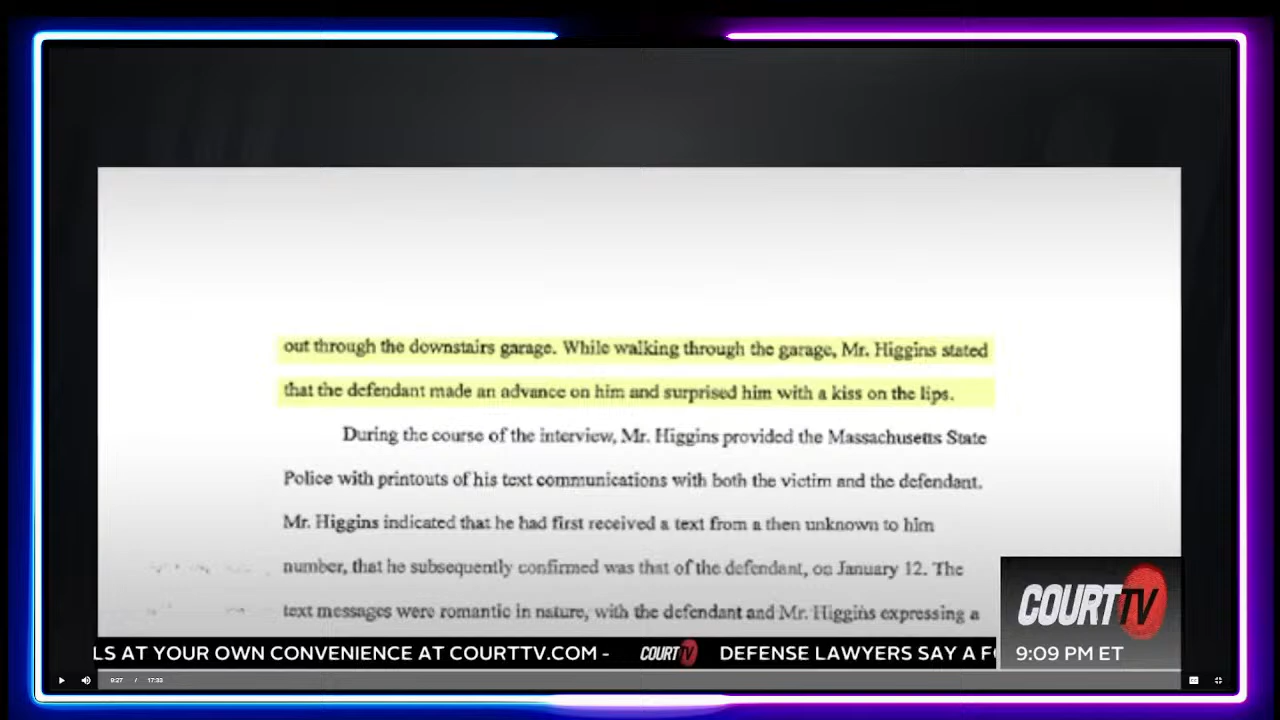 out through the downstairs garage. While walking through the garage, Mr. Higgins stated
that the defendant made an advance on him and surprised him with a kiss on the lips.
During the course of the interview, Mr. Higgins provided the Massachusetts State
Police with printouts of his text communications with both the victim and the defendant.
Mr. Higgins indicated that he had first received a text from a then unknown to him
number, that he subsequently confirmed was that of the defendant, on January 12. The
text messages were romantic in nature, with the defendant and Mr. Higgins expressing a
COURT TV
9:09 PM ET
LS AT YOUR OWN CONVENIENCE AT COURTTV.COM - COURT TV DEFENSE LAWYERS SAY A F
9:27 / 17:33